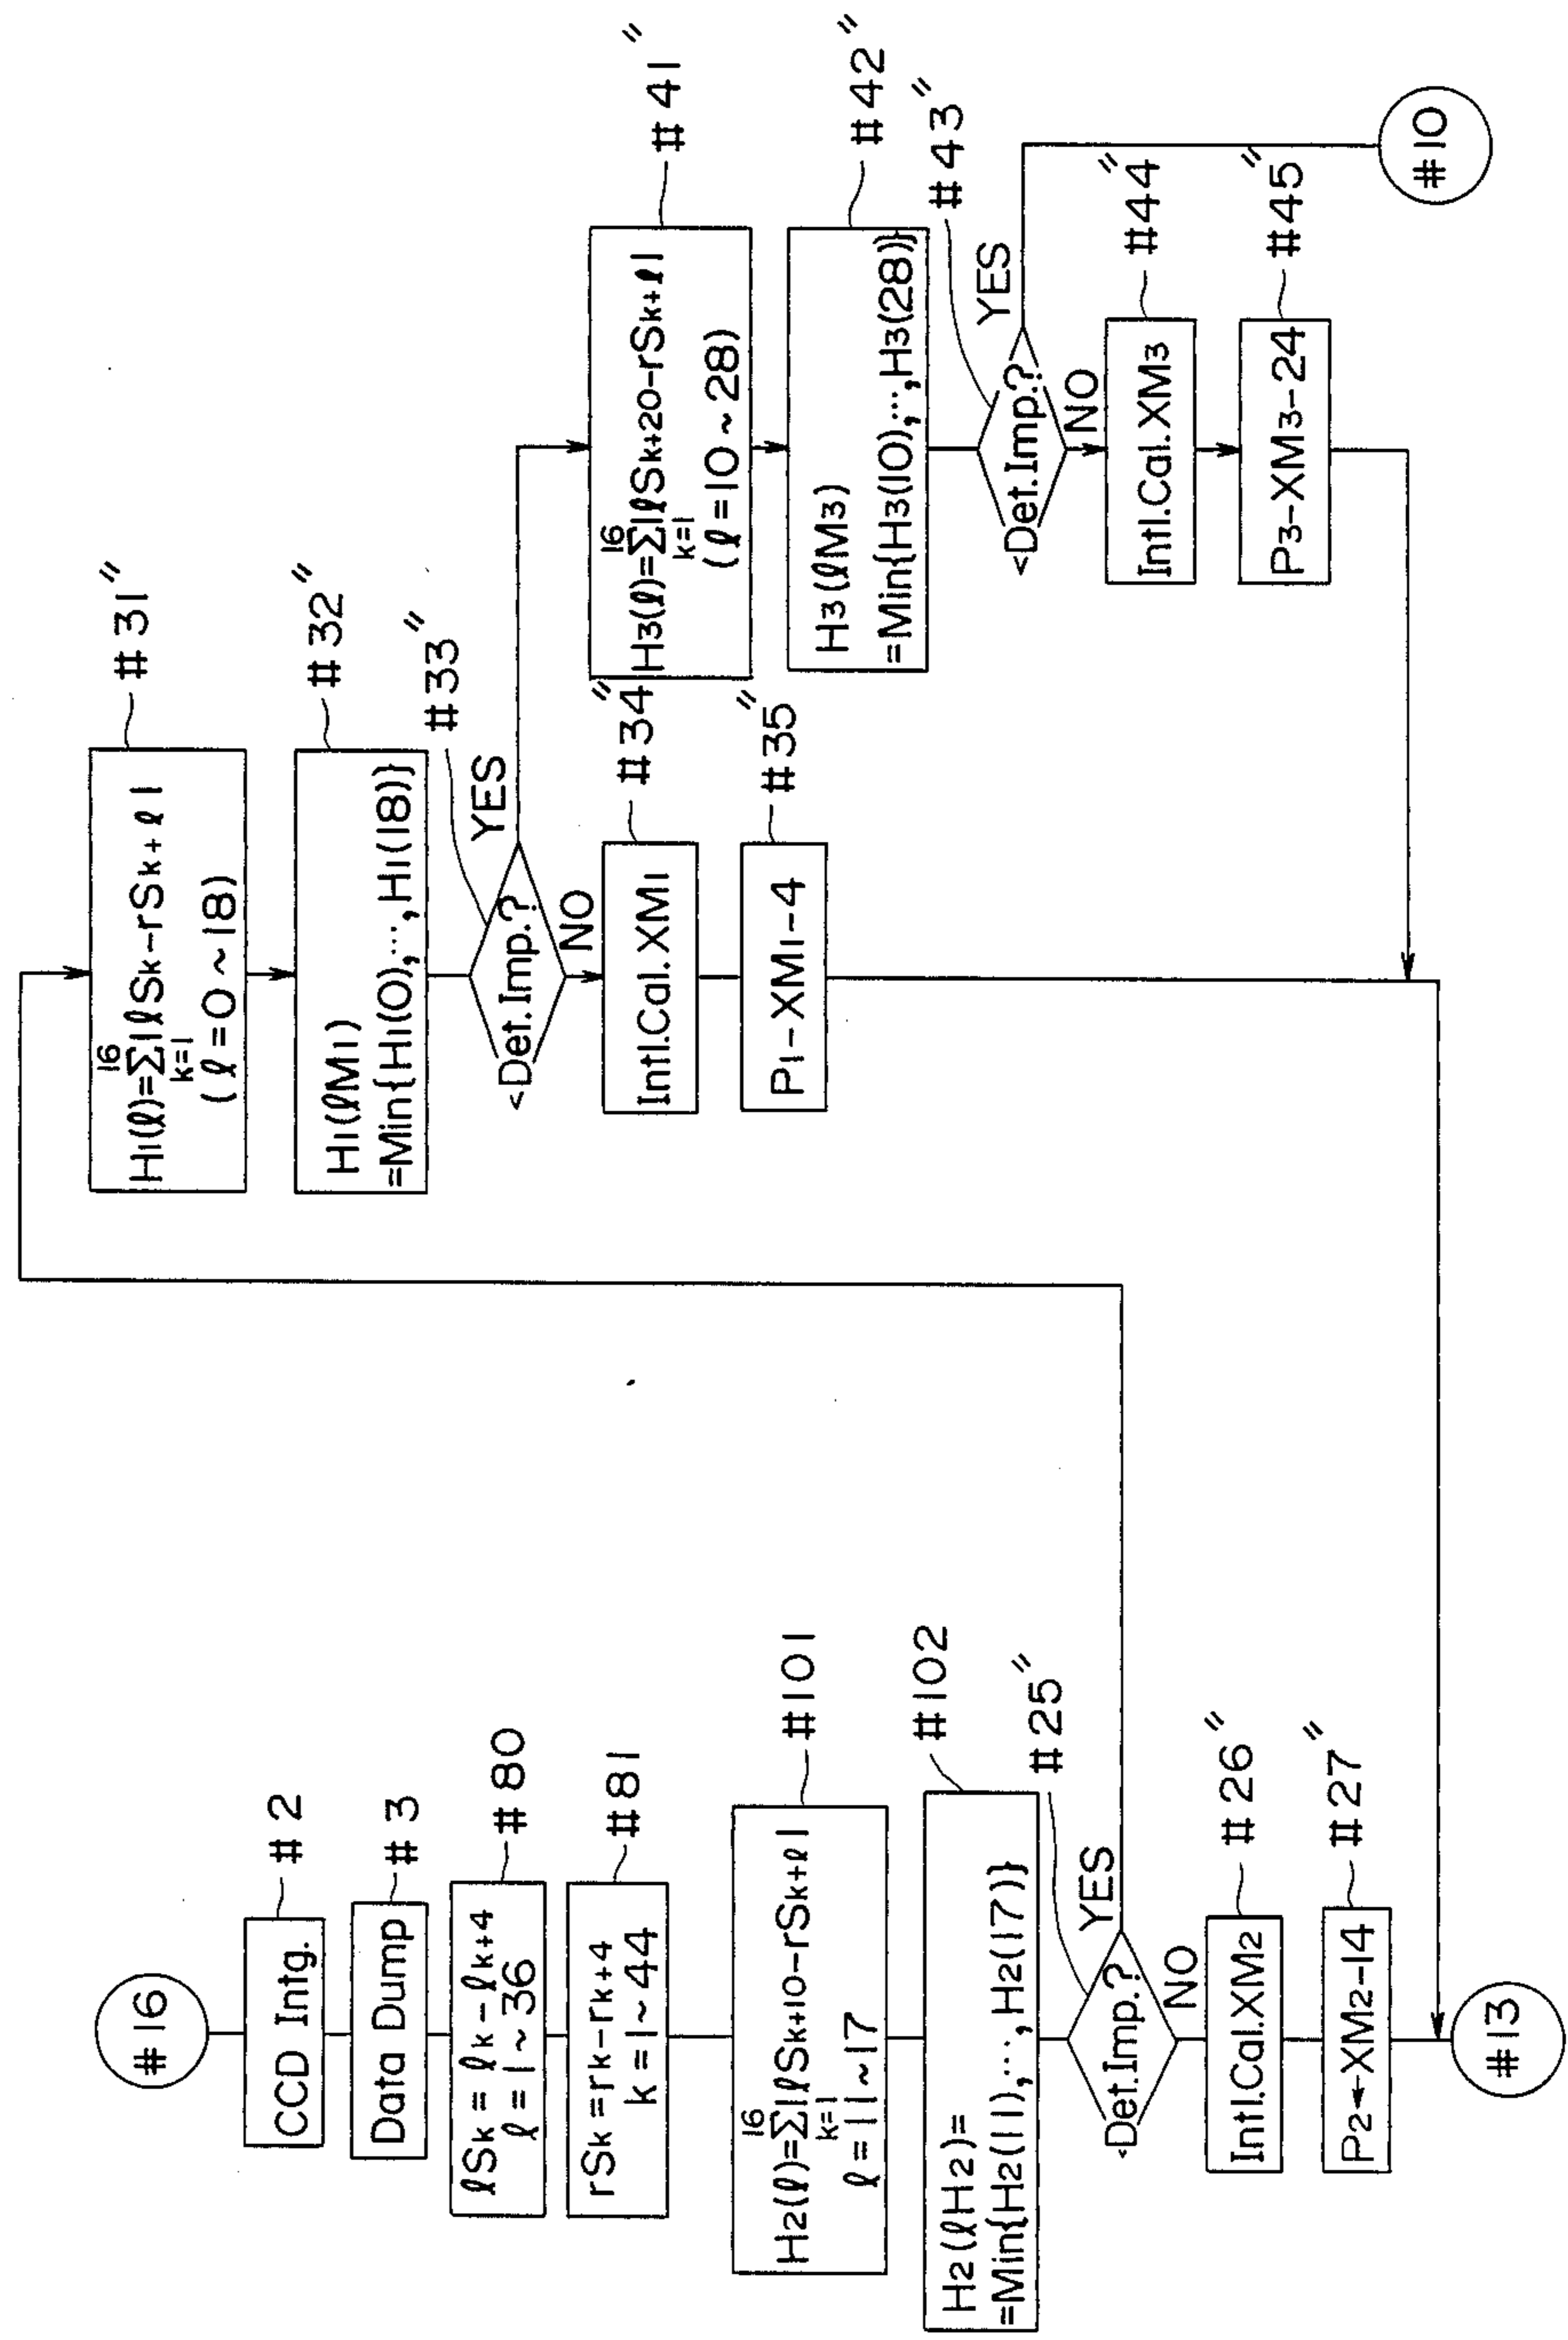 #16
CCD Intg.
#2
Data Dump
#3
ℓSk = ℓk - ℓk+4
ℓ = 1 ~ 36
#80
rSk = rk - rk+4
k = 1 ~ 44
#81
H2(ℓ)=Σ|ℓSk+10-rSk+ℓ|
16
k=1
ℓ = 11 ~ 17
#101
H2(ℓH2)=
=Min{H2(11),···,H2(17)}
#102
<Det.Imp.?
#25"
YES
NO
Intl.Cal.XM2
#26"
P2←XM2-14
#27"
#13
H1(ℓ)=Σ|ℓSk-rSk+ℓ|
16
k=1
(ℓ=0~18)
#31"
H1(ℓM1)
=Min{H1(0),···,H1(18)}
#32"
<Det.Imp.?
#33"
YES
NO
Intl.Cal.XM1
#34"
P1-XM1-4
#35"
H3(ℓ)=Σ|ℓSk+20-rSk+ℓ|
16
k=1
(ℓ=10~28)
#41"
H3(ℓM3)
=Min{H3(10),···,H3(28)}
#42"
<Det.Imp.?
#43"
YES
NO
Intl.Cal.XM3
#44"
P3-XM3-24
#45"
#10